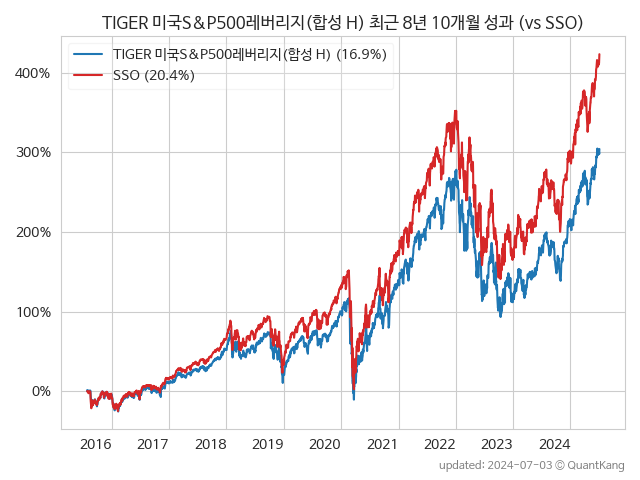 TIGER 미국S&P500레버리지(합성 H) 최근 8년 10개월 성과 (vs SSO)
TIGER 미국S&P500레버리지(합성 H) (16.9%)
SSO (20.4%)
400%
300%
200%
100%
0%
2016 2017 2018 2019 2020 2021 2022 2023 2024
updated: 2024-07-03 © QuantKang